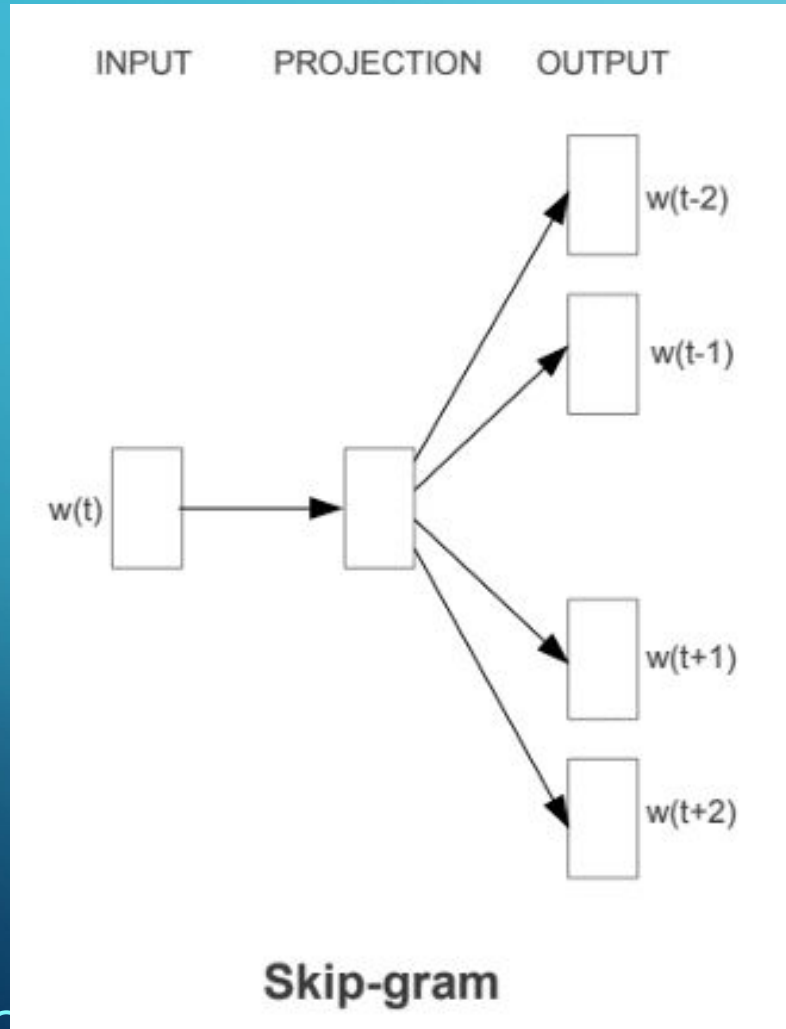 INPUT PROJECTION OUTPUT
w(t-2)
w(t-1)
w(t)
w(t+1)
w(t+2)
Skip-gram